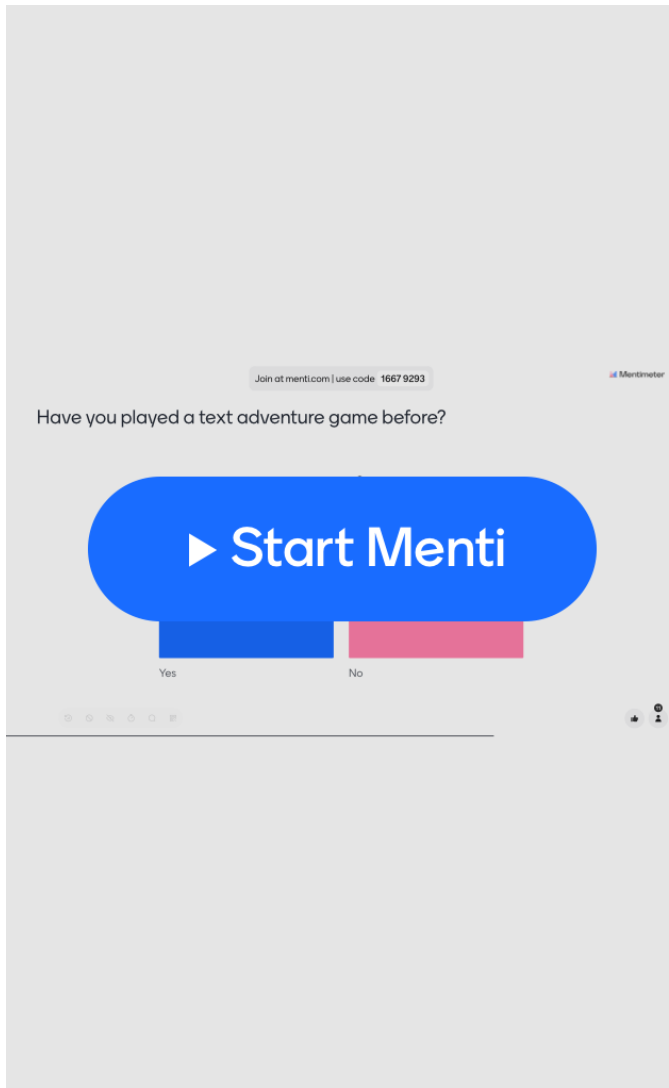 Join at menti.com | use code 1667 9293
Mentimeter
Have you played a text adventure game before?
Start Menti
Yes
No